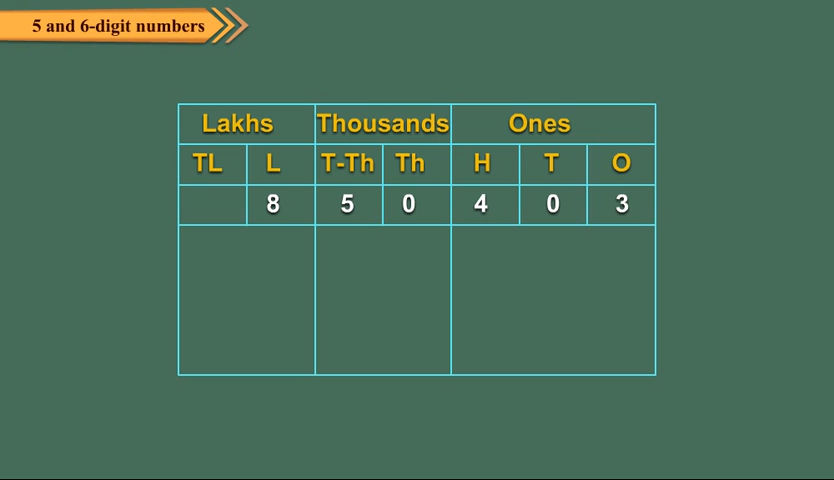 5 and 6-digit numbers
Lakhs Thousands Ones
TL L T-Th Th H T O
8 5 0 4 0 3